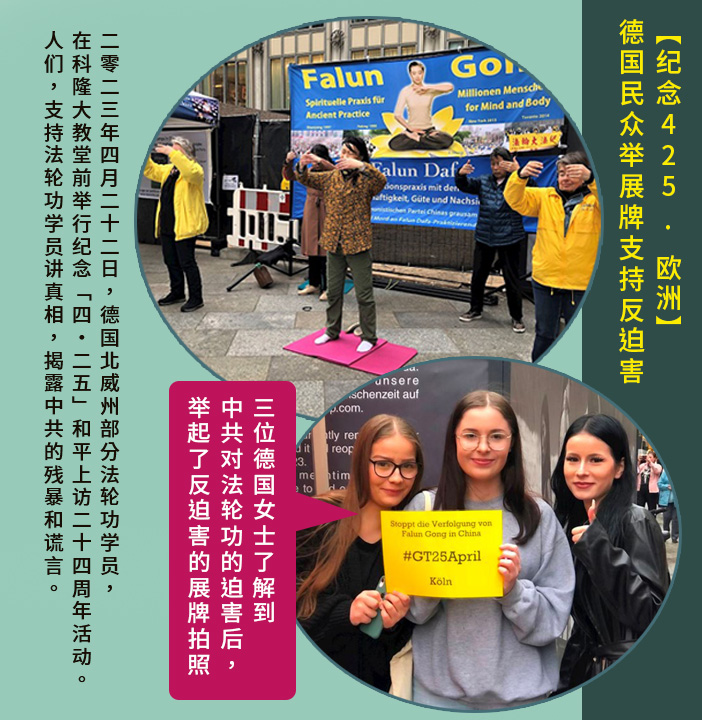 【纪念425．欧洲】
德国民众举展牌支持反迫害
二零二三年四月二十二日，德国北威州部分法轮功学员，
在科隆大教堂前举行纪念「四・二五」和平上访二十四周年活动。
人们，支持法轮功学员讲真相，揭露中共的残暴和谎言。
Falun Gon
Spirituelle Praxis für
Ancient Practice
Millionen Mensche
for Mind and Body
Falun Dafa
三位德国女士了解到
中共对法轮功的迫害后，
举起了反迫害的展牌拍照
unsere
schenzeit auf
p.com.
Stoppt die Verfolgung von
Falun Gong in China
#GT25April
Köln